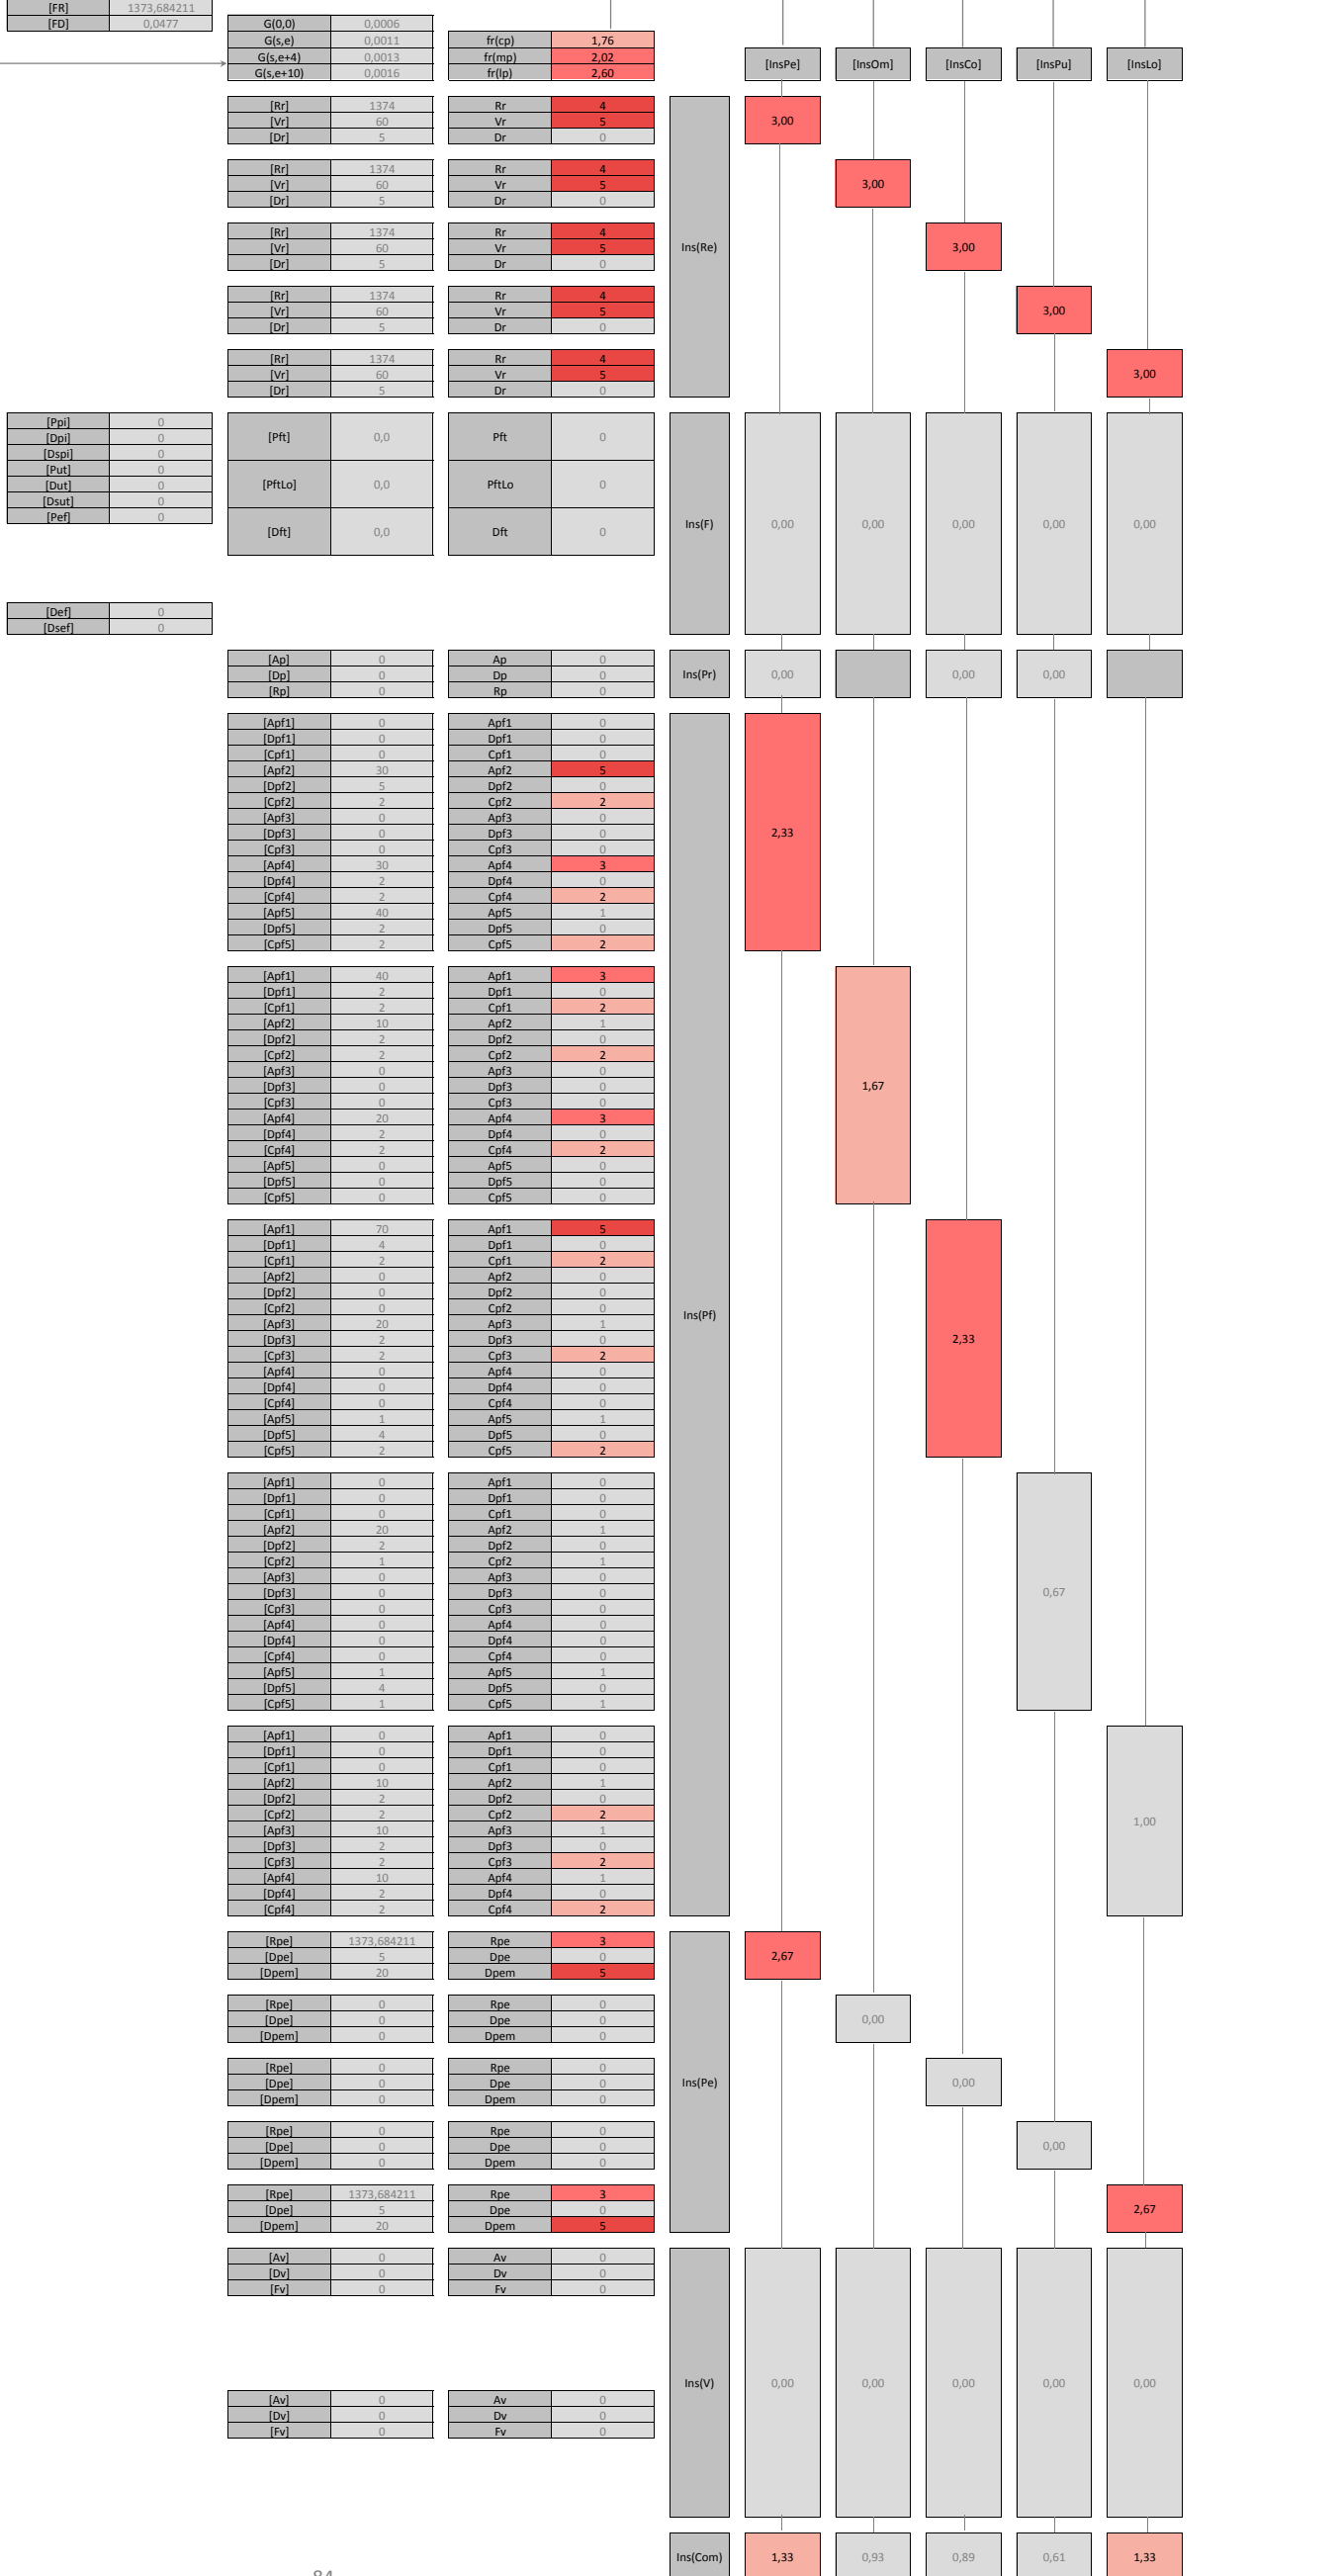 [FR] 1373,684211
[FD] 0,0477
G(0,0) 0,0006
G(s,e) 0,0011 fr(cp) 1,76
G(s,e+4) 0,0013 fr(mp) 2,02
G(s,e+10) 0,0016 fr(lp) 2,60
[InsPe] [InsOm] [InsCo] [InsPu] [InsLo]
[Rr] 1374 Rr 4
[Vr] 60 Vr 5 3,00
[Dr] 5 Dr 0
[Rr] 1374 Rr 4
[Vr] 60 Vr 5 3,00
[Dr] 5 Dr 0
[Rr] 1374 Rr 4
[Vr] 60 Vr 5 Ins(Re) 3,00
[Dr] 5 Dr 0
[Rr] 1374 Rr 4
[Vr] 60 Vr 5 3,00
[Dr] 5 Dr 0
[Rr] 1374 Rr 4
[Vr] 60 Vr 5 3,00
[Dr] 5 Dr 0
[Ppi] 0
[Dpi] 0 [Pft] 0,0 Pft 0
[Dspi] 0
[Put] 0
[Dut] 0 [PftLo] 0,0 PftLo 0
[Dsut] 0
[Pef] 0
[Dft] 0,0 Dft 0 Ins(F) 0,00 0,00 0,00 0,00 0,00
[Def] 0
[Dsef] 0
[Ap] 0 Ap 0
[Dp] 0 Dp 0 Ins(Pr) 0,00 0,00 0,00
[Rp] 0 Rp 0
[Apf1] 0 Apf1 0
[Dpf1] 0 Dpf1 0
[Cpf1] 0 Cpf1 0
[Apf2] 30 Apf2 5
[Dpf2] 5 Dpf2 0
[Cpf2] 2 Cpf2 2
[Apf3] 0 Apf3 0
[Dpf3] 0 Dpf3 0 2,33
[Cpf3] 0 Cpf3 0
[Apf4] 30 Apf4 3
[Dpf4] 2 Dpf4 0
[Cpf4] 2 Cpf4 2
[Apf5] 40 Apf5 1
[Dpf5] 2 Dpf5 0
[Cpf5] 2 Cpf5 2
[Apf1] 40 Apf1 3
[Dpf1] 2 Dpf1 0
[Cpf1] 2 Cpf1 2
[Apf2] 10 Apf2 1
[Dpf2] 2 Dpf2 0
[Cpf2] 2 Cpf2 2
[Apf3] 0 Apf3 0
[Dpf3] 0 Dpf3 0 1,67
[Cpf3] 0 Cpf3 0
[Apf4] 20 Apf4 3
[Dpf4] 2 Dpf4 0
[Cpf4] 2 Cpf4 2
[Apf5] 0 Apf5 0
[Dpf5] 0 Dpf5 0
[Cpf5] 0 Cpf5 0
[Apf1] 70 Apf1 5
[Dpf1] 4 Dpf1 0
[Cpf1] 2 Cpf1 2
[Apf2] 0 Apf2 0
[Dpf2] 0 Dpf2 0
[Cpf2] 0 Cpf2 0 Ins(Pf)
[Apf3] 20 Apf3 1
[Dpf3] 2 Dpf3 0 2,33
[Cpf3] 2 Cpf3 2
[Apf4] 0 Apf4 0
[Dpf4] 0 Dpf4 0
[Cpf4] 0 Cpf4 0
[Apf5] 1 Apf5 1
[Dpf5] 4 Dpf5 0
[Cpf5] 2 Cpf5 2
[Apf1] 0 Apf1 0
[Dpf1] 0 Dpf1 0
[Cpf1] 0 Cpf1 0
[Apf2] 20 Apf2 1
[Dpf2] 2 Dpf2 0
[Cpf2] 1 Cpf2 1
[Apf3] 0 Apf3 0
[Dpf3] 0 Dpf3 0 0,67
[Cpf3] 0 Cpf3 0
[Apf4] 0 Apf4 0
[Dpf4] 0 Dpf4 0
[Cpf4] 0 Cpf4 0
[Apf5] 1 Apf5 1
[Dpf5] 4 Dpf5 0
[Cpf5] 1 Cpf5 1
[Apf1] 0 Apf1 0
[Dpf1] 0 Dpf1 0
[Cpf1] 0 Cpf1 0
[Apf2] 10 Apf2 1
[Dpf2] 2 Dpf2 0
[Cpf2] 2 Cpf2 2 1,00
[Apf3] 10 Apf3 1
[Dpf3] 2 Dpf3 0
[Cpf3] 2 Cpf3 2
[Apf4] 10 Apf4 1
[Dpf4] 2 Dpf4 0
[Cpf4] 2 Cpf4 2
[Rpe] 1373,684211 Rpe 3
[Dpe] 5 Dpe 0 2,67
[Dpem] 20 Dpem 5
[Rpe] 0 Rpe 0
[Dpe] 0 Dpe 0 0,00
[Dpem] 0 Dpem 0
[Rpe] 0 Rpe 0
[Dpe] 0 Dpe 0 Ins(Pe) 0,00
[Dpem] 0 Dpem 0
[Rpe] 0 Rpe 0
[Dpe] 0 Dpe 0 0,00
[Dpem] 0 Dpem 0
[Rpe] 1373,684211 Rpe 3
[Dpe] 5 Dpe 0 2,67
[Dpem] 20 Dpem 5
[Av] 0 Av 0
[Dv] 0 Dv 0
[Fv] 0 Fv 0
Ins(V) 0,00 0,00 0,00 0,00 0,00
[Av] 0 Av 0
[Dv] 0 Dv 0
[Fv] 0 Fv 0
Ins(Com) 1,33 0,93 0,89 0,61 1,33
84